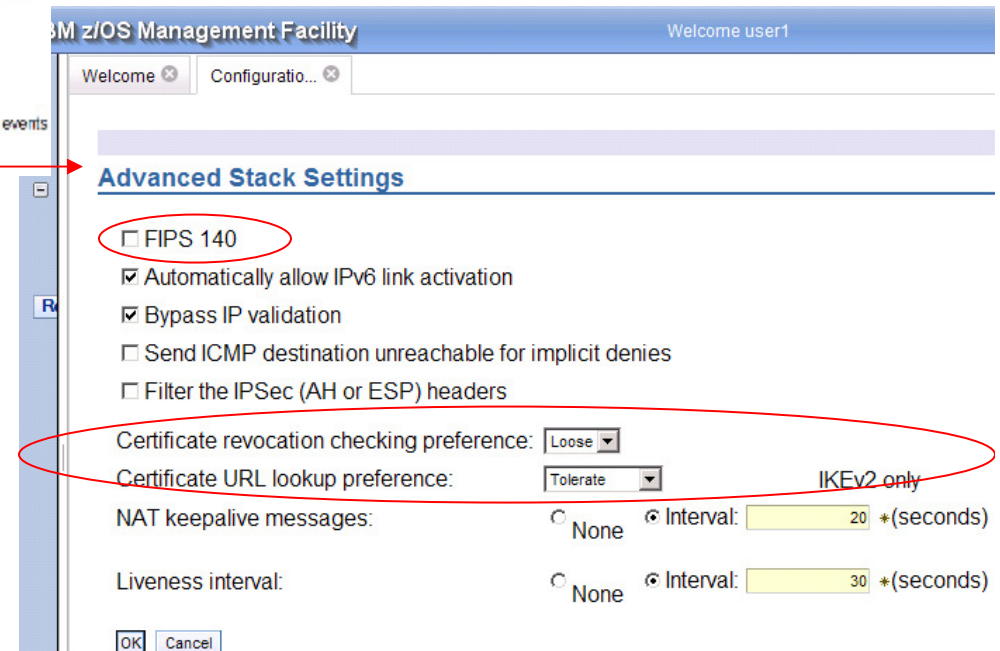 BM z/OS Management Facility
Welcome user1
Welcome
Configuratio...
events
Advanced Stack Settings
FIPS 140
Automatically allow IPv6 link activation
Bypass IP validation
Send ICMP destination unreachable for implicit denies
Filter the IPSec (AH or ESP) headers
Certificate revocation checking preference: Loose
Certificate URL lookup preference: Tolerate IKEv2 only
NAT keepalive messages: None Interval: 20 *(seconds)
Liveness interval: None Interval: 30 *(seconds)
OK Cancel